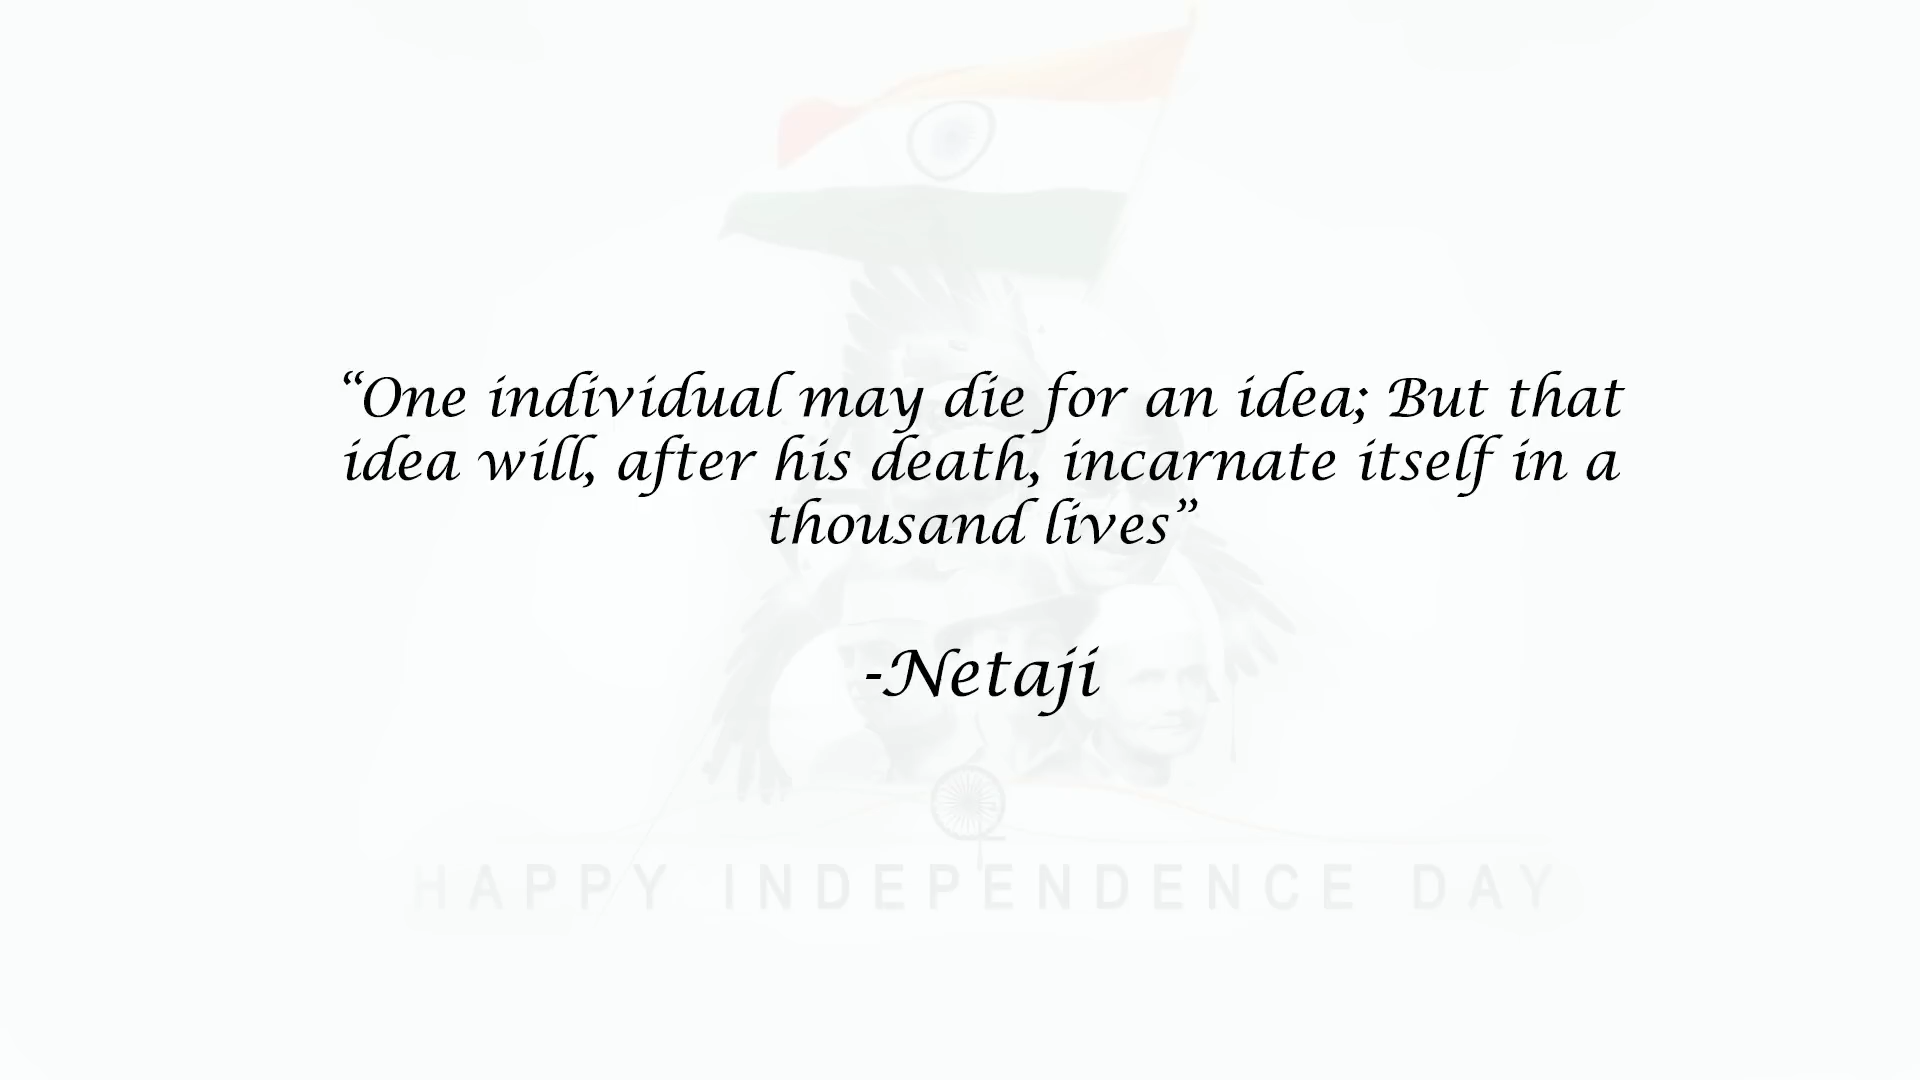 “One individual may die for an idea; But that
idea will, after his death, incarnate itself in a
thousand lives”
-Netaji
HAPPY INDEPENDENCE DAY